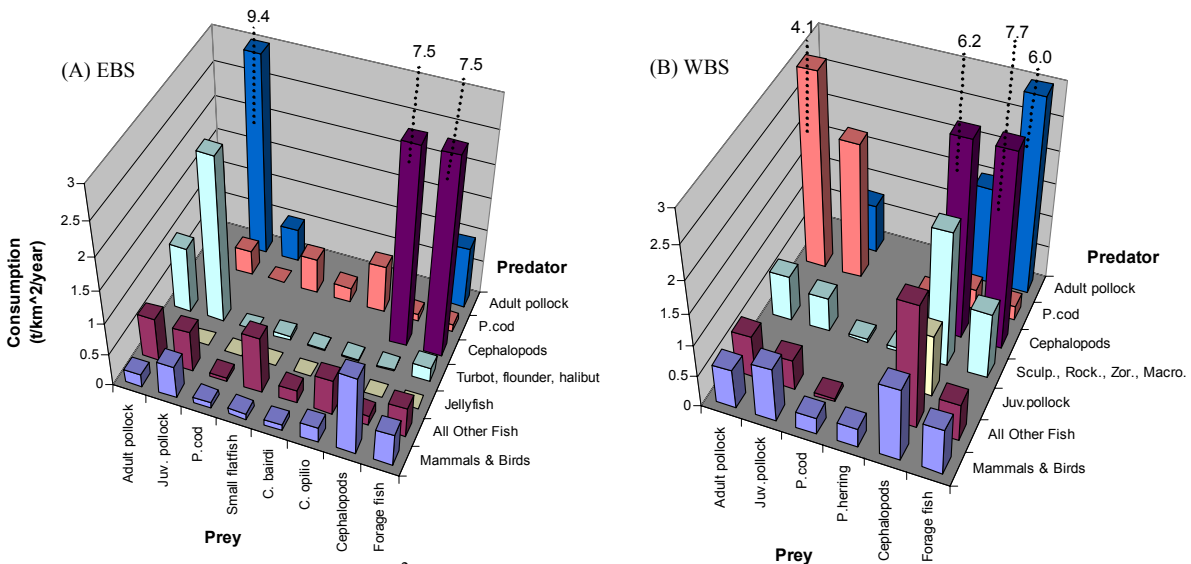 9.4
7.5
7.5
(A) EBS
3
2.5
2
1.5
1
0.5
0
Consumption
(t/km^2/year)
Predator
Adult pollock
P.cod
Cephalopods
Turbot, flounder, halibut
Jellyfish
All Other Fish
Mammals & Birds
Adult pollock
Juv. pollock
P.cod
Small flatfish
C. bairdi
C. opilio
Cephalopods
Forage fish
Prey
4.1
6.2
7.7
6.0
(B) WBS
3
2.5
2
1.5
1
0.5
0
Predator
Adult pollock
P.cod
Cephalopods
Sculp., Rock., Zor., Macro.
Juv.pollock
All Other Fish
Mammals & Birds
Adult pollock
Juv.pollock
P.cod
P.herring
Cephalopods
Forage fish
Prey